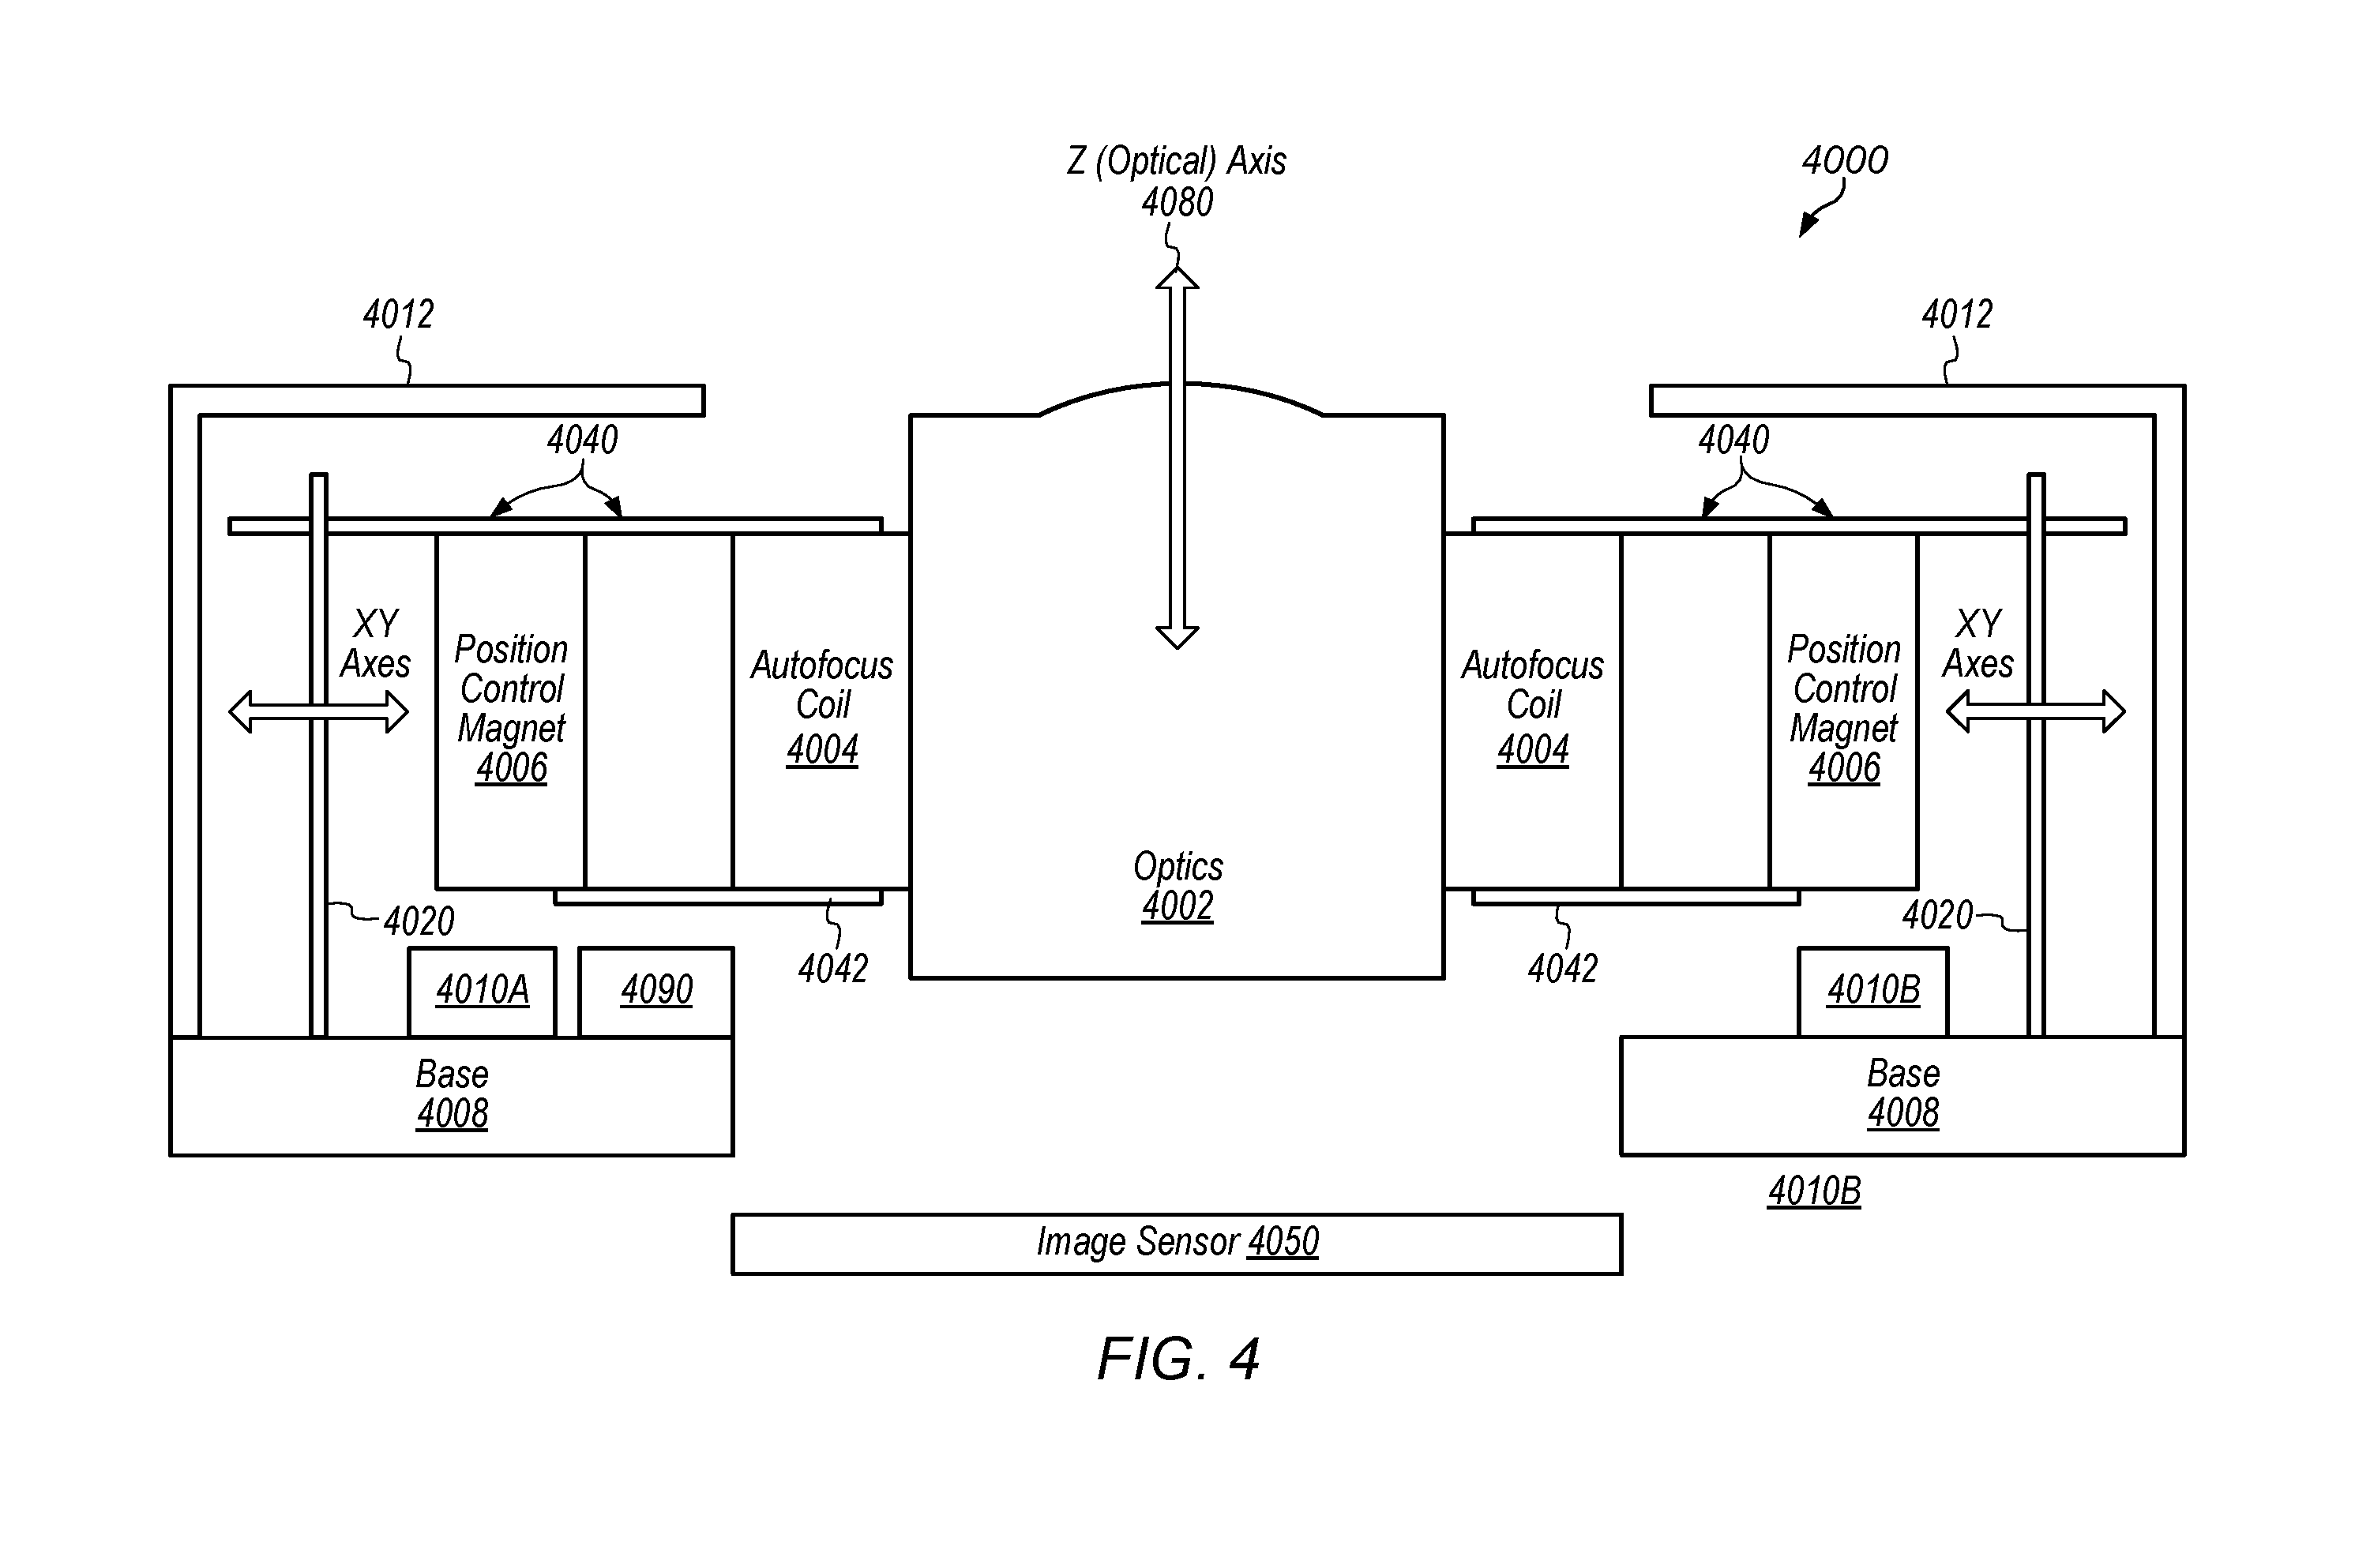 Z (Optical) Axis
4080
4000
4012
4012
4040
4040
XY
Axes
Position
Control
Magnet
4006
Autofocus
Coil
4004
Autofocus
Coil
4004
Position
Control
Magnet
4006
XY
Axes
Optics
4002
4020
4020
4042
4042
4010A
4090
4010B
Base
4008
Base
4008
4010B
Image Sensor 4050
FIG. 4